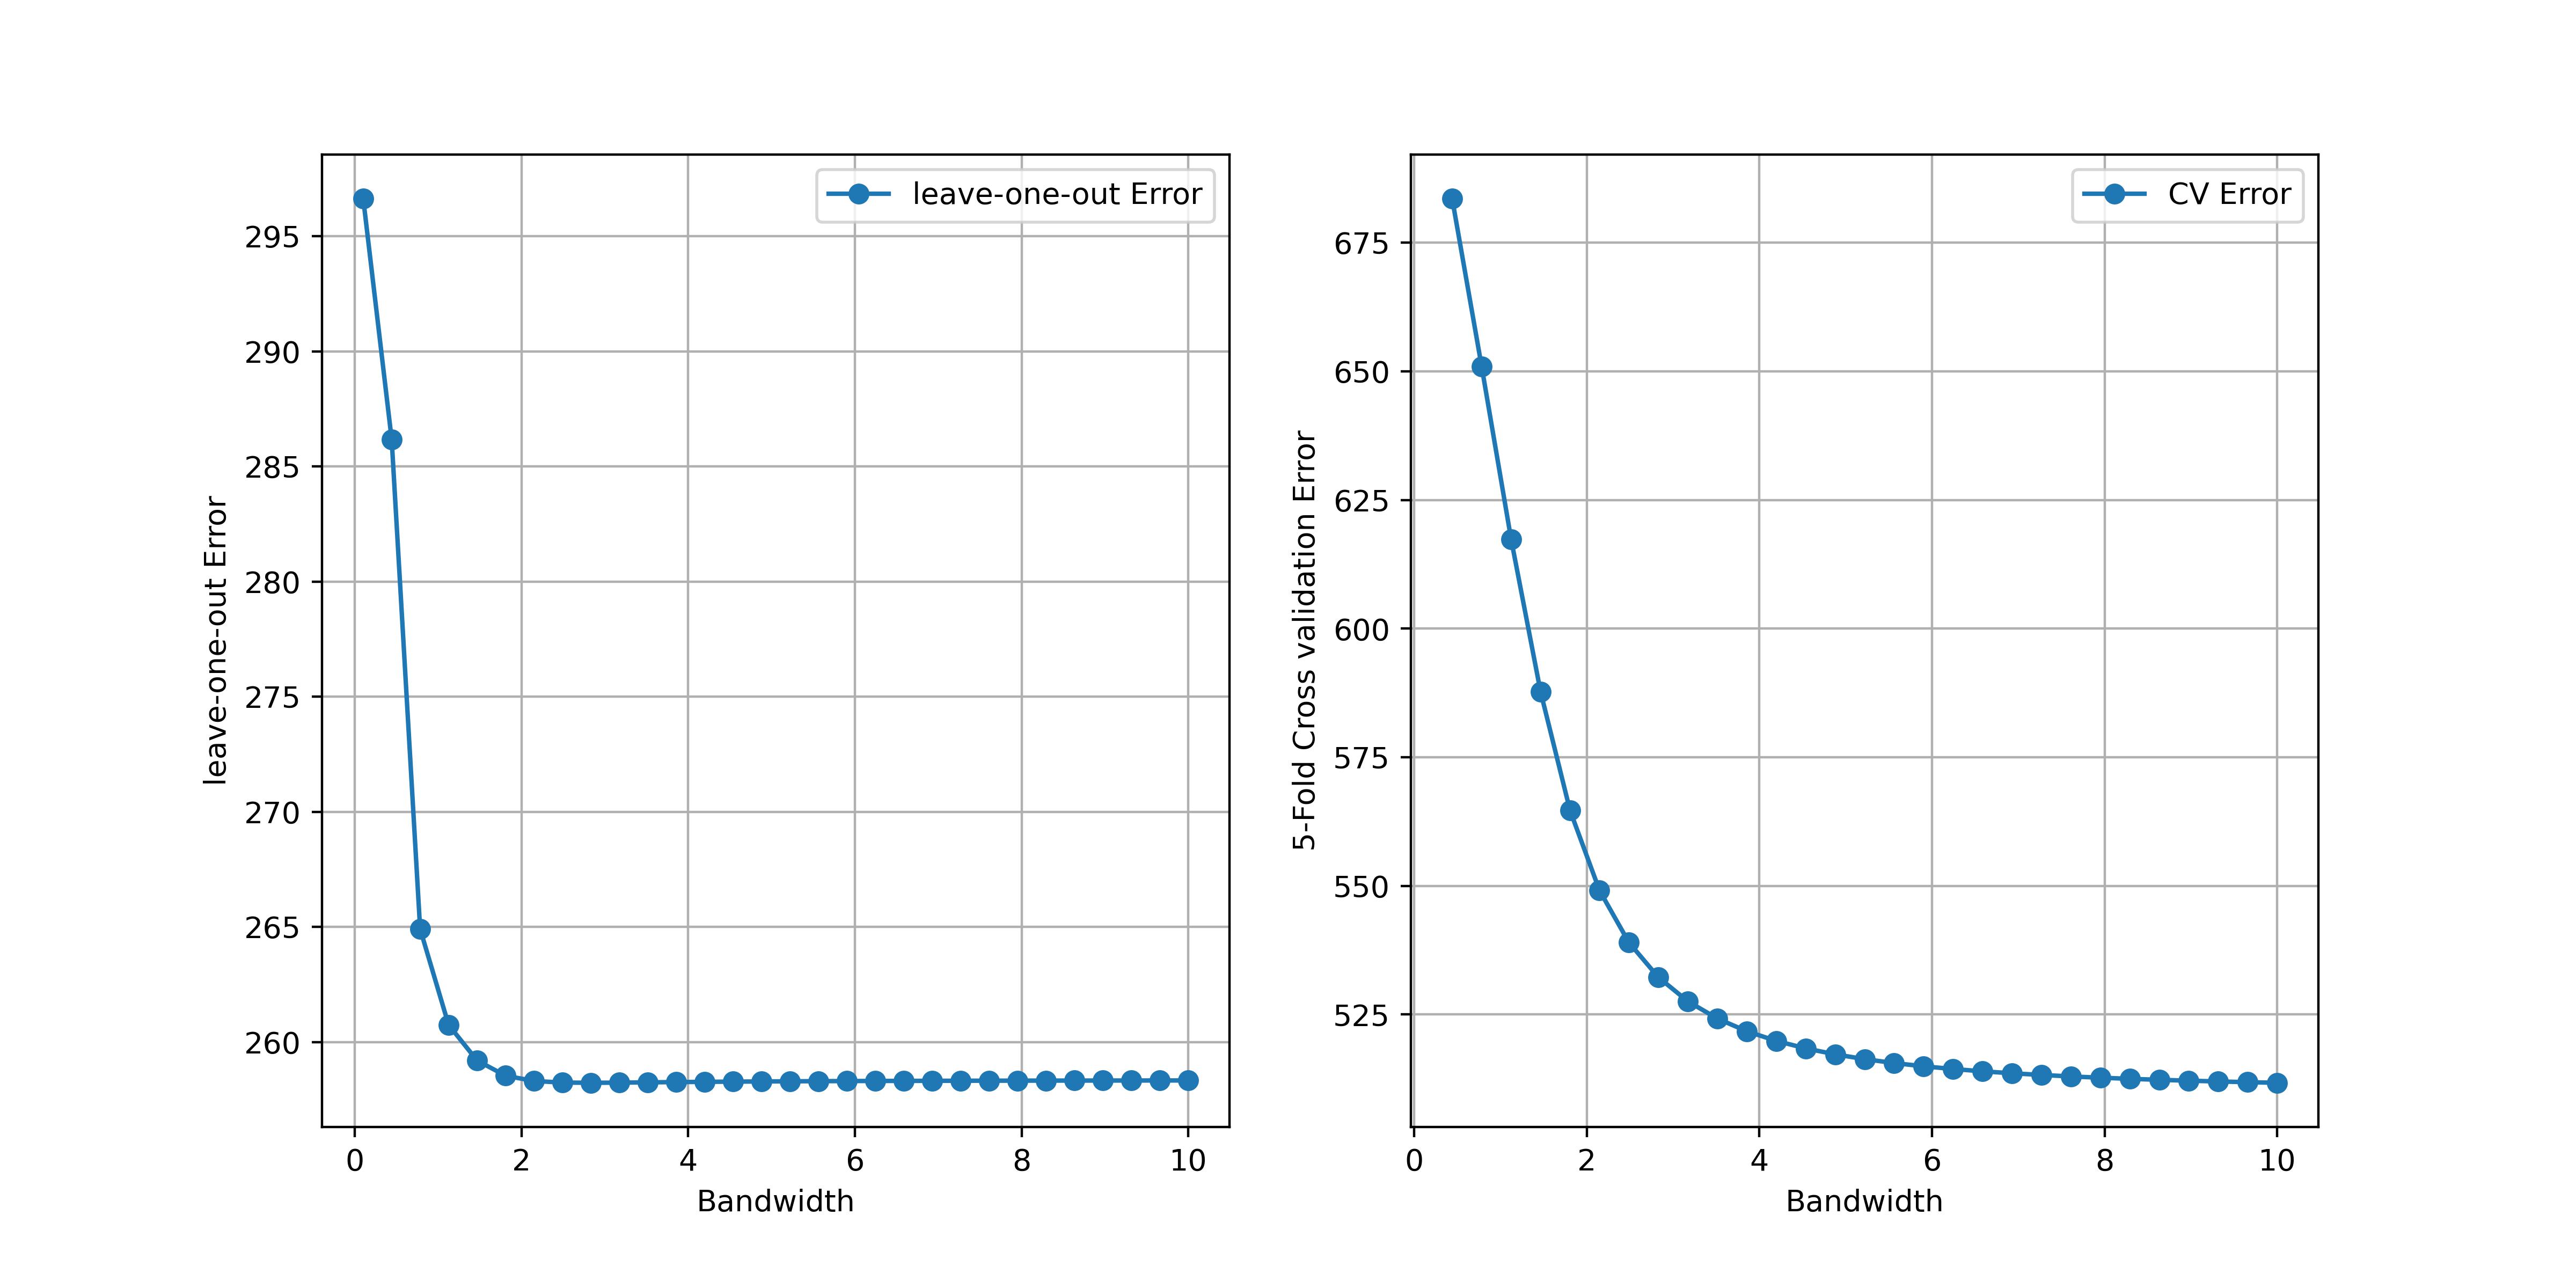 leave-one-out Error
295
290
285
280
275
270
265
260
leave-one-out Error
0 2 4 6 8 10
Bandwidth
CV Error
675
650
625
600
575
550
525
5-Fold Cross validation Error
0 2 4 6 8 10
Bandwidth